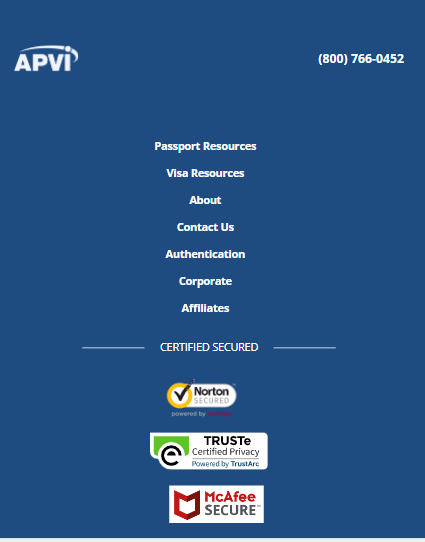 APVI
(800) 766-0452
Passport Resources
Visa Resources
About
Contact Us
Authentication
Corporate
Affiliates
CERTIFIED SECURED
Norton
SECURED
powered by
TRUSTe
Certified Privacy
Powered by TrustArc
McAfee
SECURE™